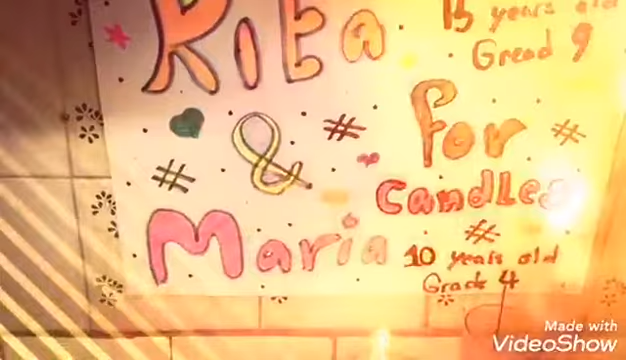 Rita
15 years old
Gread 9
&
for
#
#
candles
#
#
Maria
10 years old
Grade 4
Made with
VideoShow